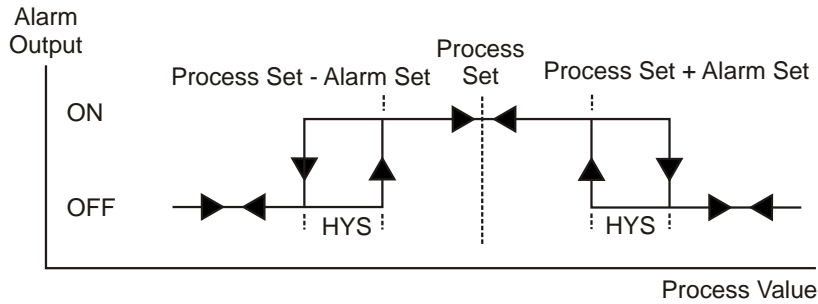 Alarm
Output
Process
Set
Process Set - Alarm Set
Process Set + Alarm Set
ON
OFF
HYS
HYS
Process Value